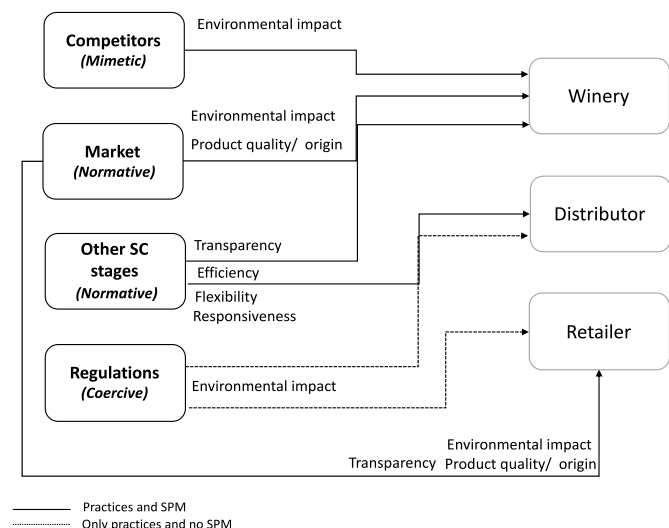 Competitors
(Mimetic)
Environmental impact
Winery
Market
(Normative)
Environmental impact
Product quality/ origin
Distributor
Other SC
stages
(Normative)
Transparency
Efficiency
Flexibility
Responsiveness
Retailer
Regulations
(Coercive)
Environmental impact
Environmental impact
Transparency Product quality/ origin
Practices and SPM
Only practices and no SPM